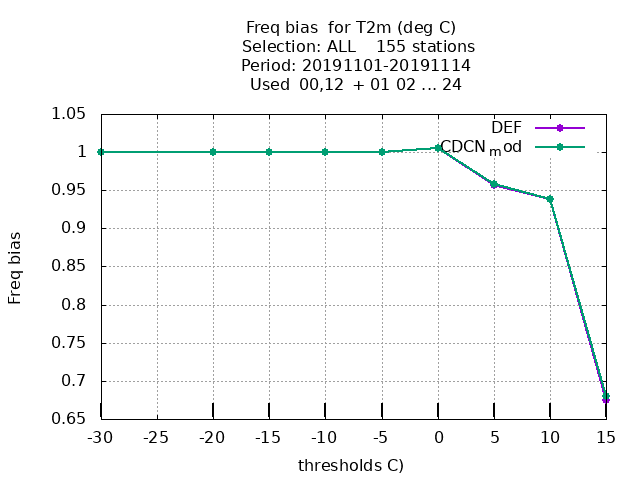 Freq bias  for T2m (deg C)
Selection: ALL    155 stations
Period: 20191101-20191114
Used  00,12  + 01 02 ... 24
1.05
1
0.95
0.9
0.85
0.8
0.75
0.7
0.65
Freq bias
DEF
CDCNmod
-30 -25 -20 -15 -10 -5 0 5 10 15
thresholds C)